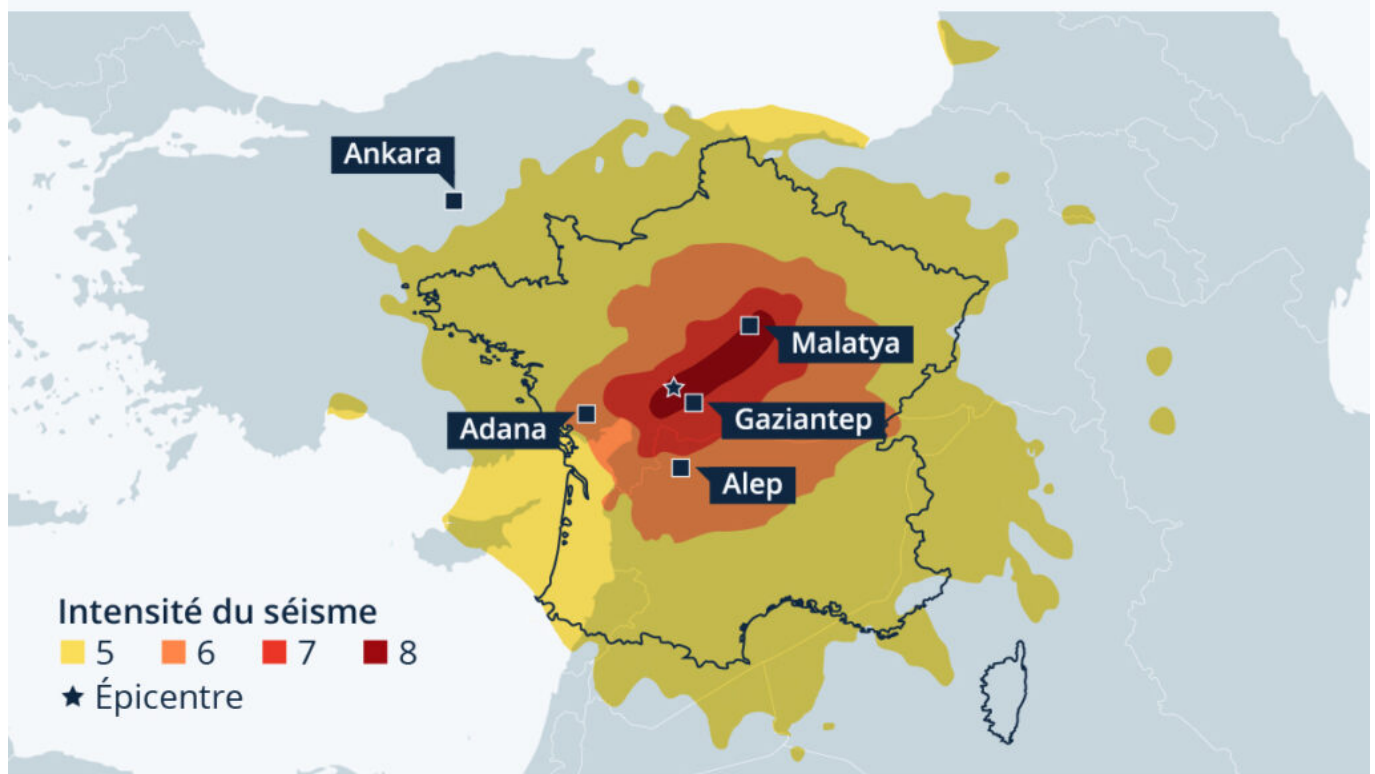 Ankara
Malatya
Adana
Gaziantep
Alep
Intensité du séisme
5 6 7 8
Épicentre